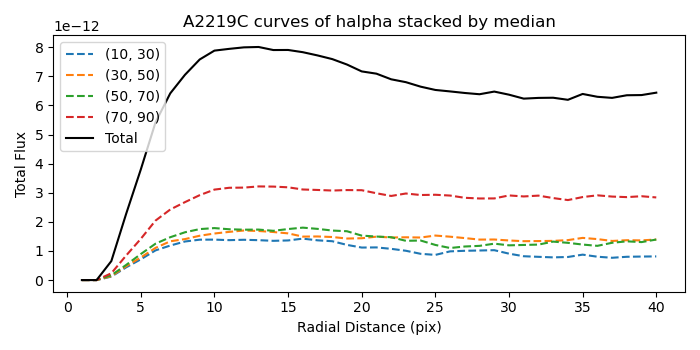 A2219C curves of halpha stacked by median
1e−12
8
7
6
5
4
3
2
1
0
Total Flux
(10, 30)
(30, 50)
(50, 70)
(70, 90)
Total
0 5 10 15 20 25 30 35 40
Radial Distance (pix)